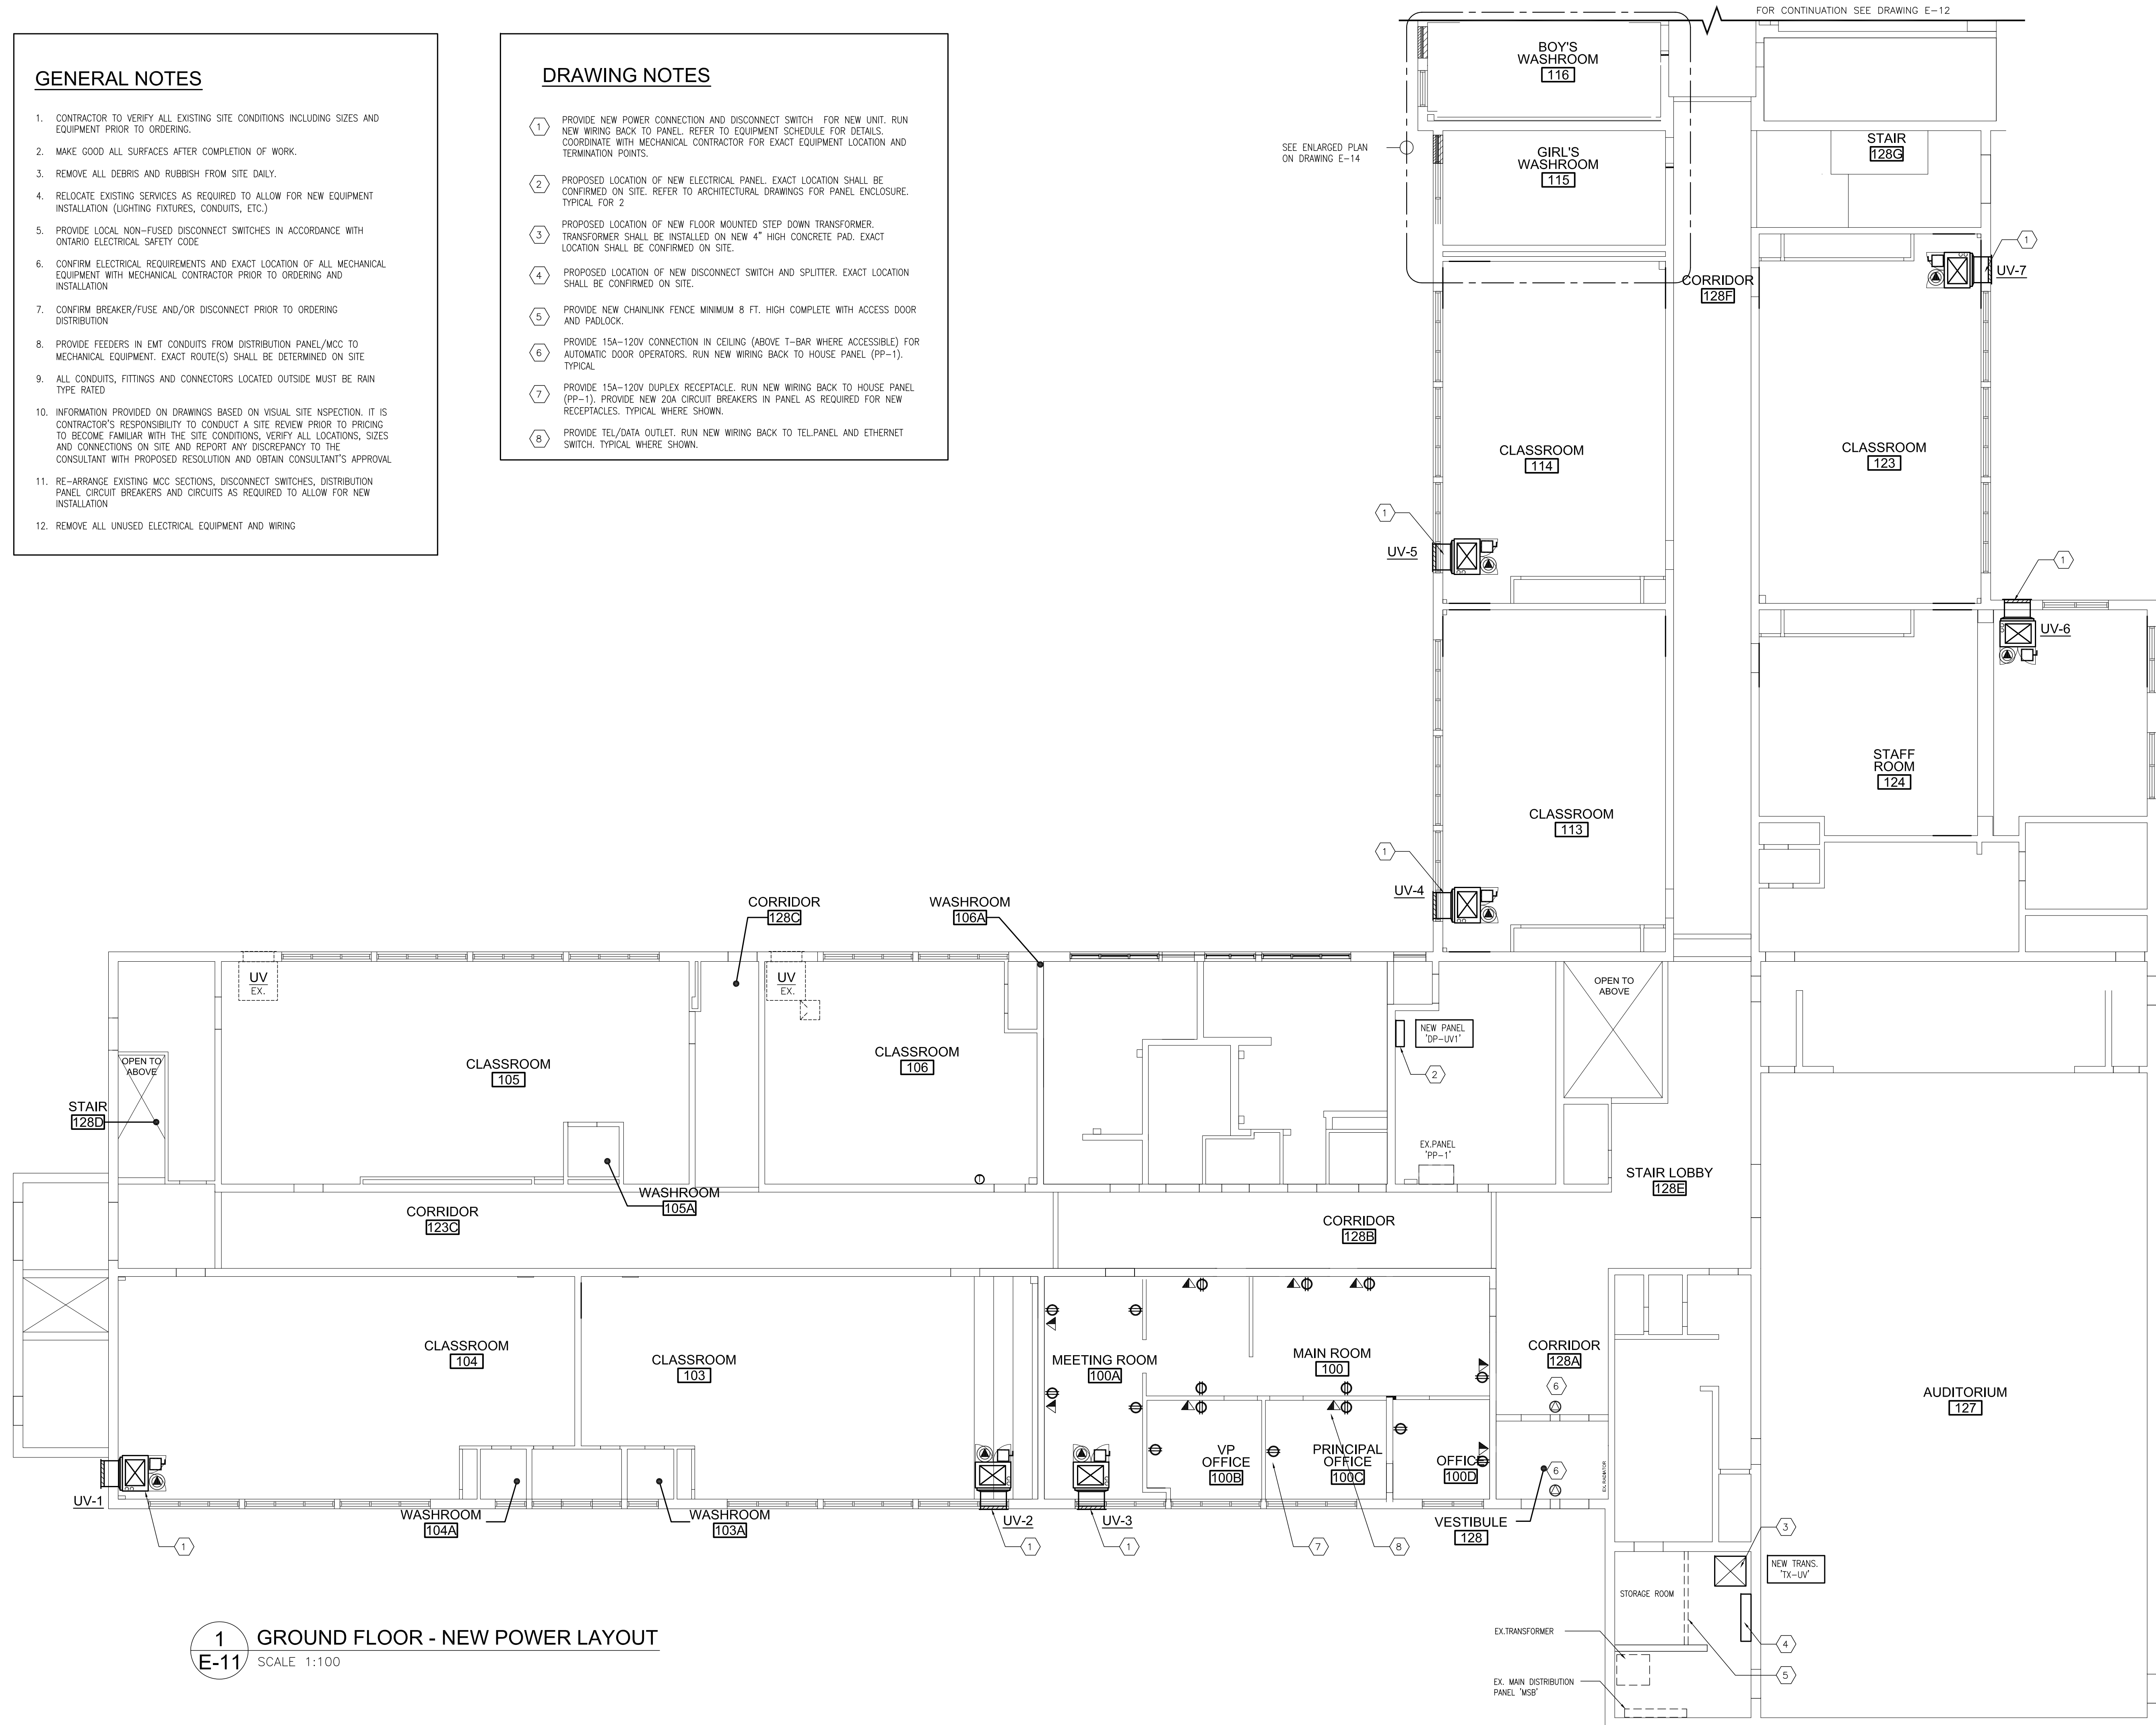 FOR CONTINUATION SEE DRAWING E-12
GENERAL NOTES
1. CONTRACTOR TO VERIFY ALL EXISTING SITE CONDITIONS INCLUDING SIZES AND
EQUIPMENT PRIOR TO ORDERING.
2. MAKE GOOD ALL SURFACES AFTER COMPLETION OF WORK.
3. REMOVE ALL DEBRIS AND RUBBISH FROM SITE DAILY.
4. RELOCATE EXISTING SERVICES AS REQUIRED TO ALLOW FOR NEW EQUIPMENT
INSTALLATION (LIGHTING FIXTURES, CONDUITS, ETC.)
5. PROVIDE LOCAL NON-FUSED DISCONNECT SWITCHES IN ACCORDANCE WITH
ONTARIO ELECTRICAL SAFETY CODE
6. CONFIRM ELECTRICAL REQUIREMENTS AND EXACT LOCATION OF ALL MECHANICAL
EQUIPMENT WITH MECHANICAL CONTRACTOR PRIOR TO ORDERING AND
INSTALLATION
7. CONFIRM BREAKER/FUSE AND/OR DISCONNECT PRIOR TO ORDERING
DISTRIBUTION
8. PROVIDE FEEDERS IN EMT CONDUITS FROM DISTRIBUTION PANEL/MCC TO
MECHANICAL EQUIPMENT. EXACT ROUTE(S) SHALL BE DETERMINED ON SITE
9. ALL CONDUITS, FITTINGS AND CONNECTORS LOCATED OUTSIDE MUST BE RAIN
TYPE RATED
10. INFORMATION PROVIDED ON DRAWINGS BASED ON VISUAL SITE NSPECTION. IT IS
CONTRACTOR'S RESPONSIBILITY TO CONDUCT A SITE REVIEW PRIOR TO PRICING
TO BECOME FAMILIAR WITH THE SITE CONDITIONS, VERIFY ALL LOCATIONS, SIZES
AND CONNECTIONS ON SITE AND REPORT ANY DISCREPANCY TO THE
CONSULTANT WITH PROPOSED RESOLUTION AND OBTAIN CONSULTANT'S APPROVAL
11. RE-ARRANGE EXISTING MCC SECTIONS, DISCONNECT SWITCHES, DISTRIBUTION
PANEL CIRCUIT BREAKERS AND CIRCUITS AS REQUIRED TO ALLOW FOR NEW
INSTALLATION
12. REMOVE ALL UNUSED ELECTRICAL EQUIPMENT AND WIRING
DRAWING NOTES
1 PROVIDE NEW POWER CONNECTION AND DISCONNECT SWITCH FOR NEW UNIT. RUN
NEW WIRING BACK TO PANEL. REFER TO EQUIPMENT SCHEDULE FOR DETAILS.
COORDINATE WITH MECHANICAL CONTRACTOR FOR EXACT EQUIPMENT LOCATION AND
TERMINATION POINTS.
2 PROPOSED LOCATION OF NEW ELECTRICAL PANEL. EXACT LOCATION SHALL BE
CONFIRMED ON SITE. REFER TO ARCHITECTURAL DRAWINGS FOR PANEL ENCLOSURE.
TYPICAL FOR 2
3 PROPOSED LOCATION OF NEW FLOOR MOUNTED STEP DOWN TRANSFORMER.
TRANSFORMER SHALL BE INSTALLED ON NEW 4" HIGH CONCRETE PAD. EXACT
LOCATION SHALL BE CONFIRMED ON SITE.
4 PROPOSED LOCATION OF NEW DISCONNECT SWITCH AND SPLITTER. EXACT LOCATION
SHALL BE CONFIRMED ON SITE.
5 PROVIDE NEW CHAINLINK FENCE MINIMUM 8 FT. HIGH COMPLETE WITH ACCESS DOOR
AND PADLOCK.
6 PROVIDE 15A-120V CONNECTION IN CEILING (ABOVE T-BAR WHERE ACCESSIBLE) FOR
AUTOMATIC DOOR OPERATORS. RUN NEW WIRING BACK TO HOUSE PANEL (PP-1).
TYPICAL
7 PROVIDE 15A-120V DUPLEX RECEPTACLE. RUN NEW WIRING BACK TO HOUSE PANEL
(PP-1). PROVIDE NEW 20A CIRCUIT BREAKERS IN PANEL AS REQUIRED FOR NEW
RECEPTACLES. TYPICAL WHERE SHOWN.
8 PROVIDE TEL/DATA OUTLET. RUN NEW WIRING BACK TO TEL.PANEL AND ETHERNET
SWITCH. TYPICAL WHERE SHOWN.
BOY'S
WASHROOM
116
SEE ENLARGED PLAN
ON DRAWING E-14
GIRL'S
WASHROOM
115
STAIR
128G
1
UV-7
CORRIDOR
128F
CLASSROOM
114
CLASSROOM
123
1
UV-5
1
UV-6
STAFF
ROOM
124
CLASSROOM
113
1
UV-4
CORRIDOR
128C
WASHROOM
106A
UV
EX.
UV
EX.
OPEN TO
ABOVE
NEW PANEL
'DP-UV1'
2
OPEN TO
ABOVE
CLASSROOM
105
CLASSROOM
106
STAIR
128D
EX.PANEL
'PP-1'
STAIR LOBBY
128E
WASHROOM
105A
CORRIDOR
123C
CORRIDOR
128B
CLASSROOM
104
CLASSROOM
103
MEETING ROOM
100A
MAIN ROOM
100
CORRIDOR
128A
6
AUDITORIUM
127
VP
OFFICE
100B
PRINCIPAL
OFFICE
100C
OFFICE
100D
6
EX.RADIATOR
UV-1
1
WASHROOM
104A
WASHROOM
103A
UV-2
1
UV-3
1
7
8
VESTIBULE
128
3
NEW TRANS.
'TX-UV'
STORAGE ROOM
EX.TRANSFORMER
4
5
EX. MAIN DISTRIBUTION
PANEL 'MSB'
1
E-11
GROUND FLOOR - NEW POWER LAYOUT
SCALE 1:100